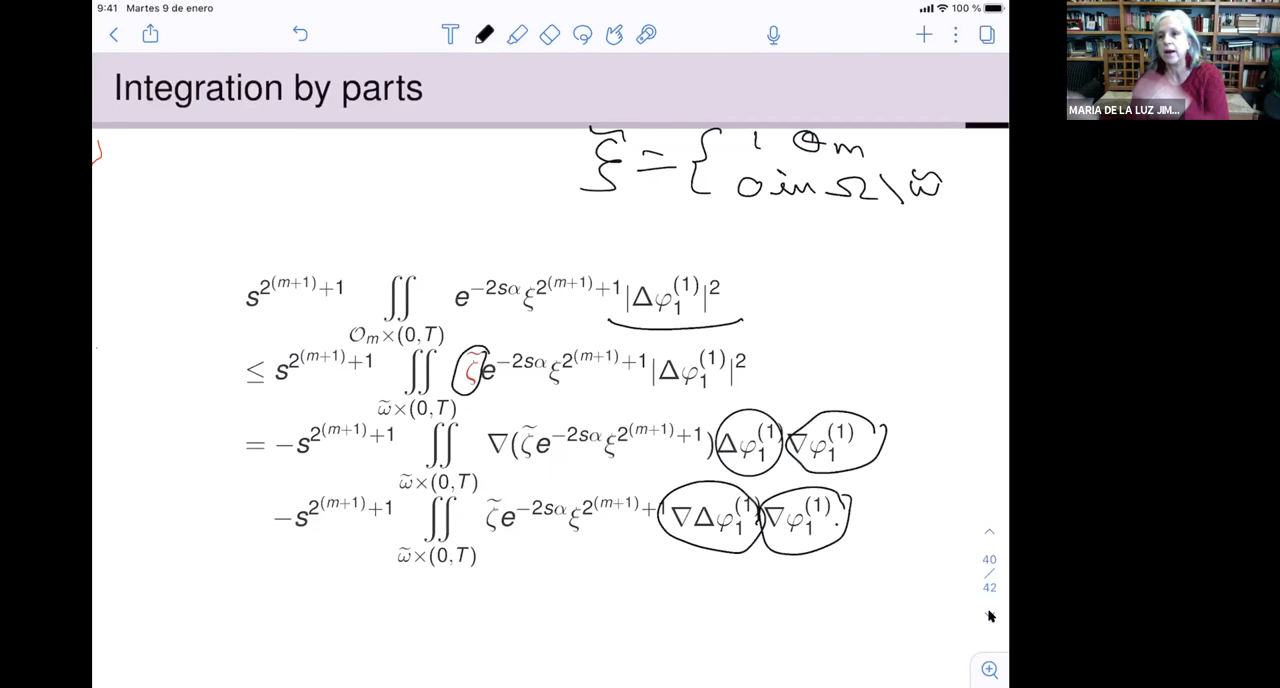 9:41 Martes 9 de enero
100 %
MARIA DE LA LUZ JIM...
Integration by parts
ξ̃ = { 1 O_m
0 in Ω \ ω̃
s^{2^{(m+1)}+1} ∬_{𝒪_m×(0,T)} e^{-2sα} ξ^{2^{(m+1)}+1} |Δφ_1^{(1)}|^2
≤ s^{2^{(m+1)}+1} ∬_{ω̃×(0,T)} ζ̃ e^{-2sα} ξ^{2^{(m+1)}+1} |Δφ_1^{(1)}|^2
= -s^{2^{(m+1)}+1} ∬_{ω̃×(0,T)} ∇(ζ̃ e^{-2sα} ξ^{2^{(m+1)}+1}) Δφ_1^{(1)} ∇φ_1^{(1)}
-s^{2^{(m+1)}+1} ∬_{ω̃×(0,T)} ζ̃ e^{-2sα} ξ^{2^{(m+1)}+1} ∇Δφ_1^{(1)} ∇φ_1^{(1)}.
40
/
42